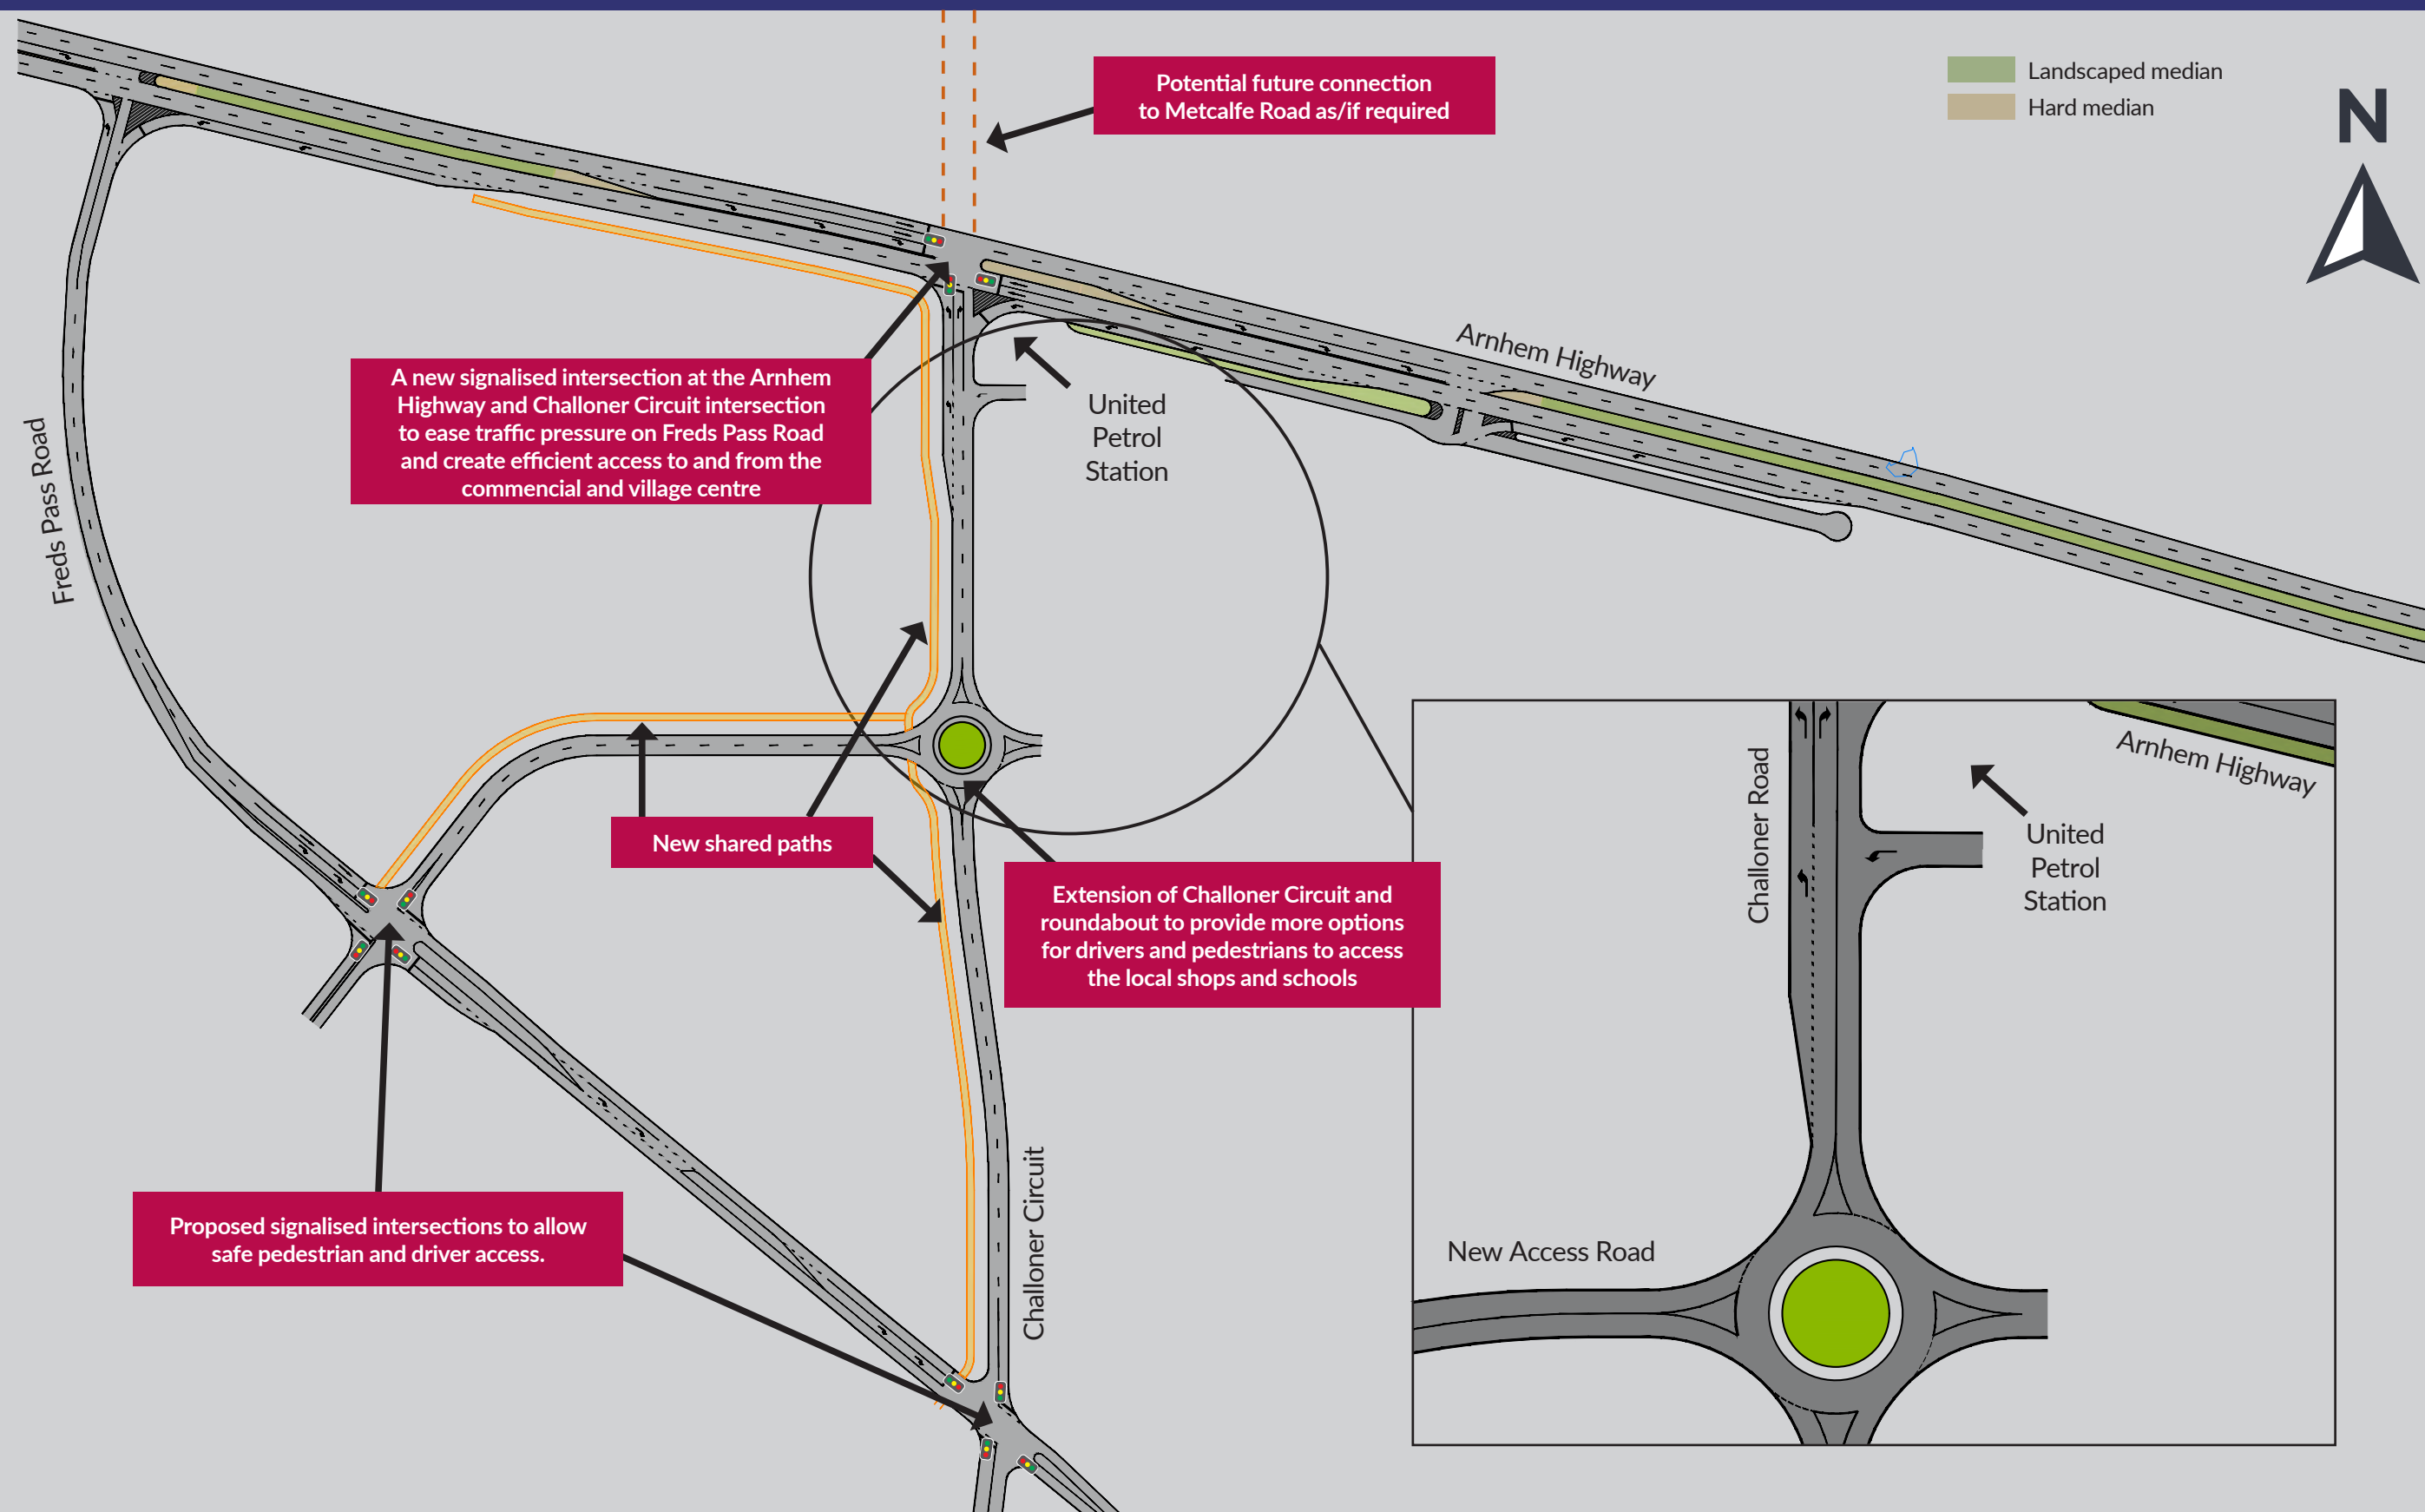 Potential future connection
to Metcalfe Road as/if required
Landscaped median
Hard median
N
Arnhem Highway
A new signalised intersection at the Arnhem
Highway and Challoner Circuit intersection
to ease traffic pressure on Freds Pass Road
and create efficient access to and from the
commencial and village centre
United
Petrol
Station
Freds Pass Road
New shared paths
Extension of Challoner Circuit and
roundabout to provide more options
for drivers and pedestrians to access
the local shops and schools
Proposed signalised intersections to allow
safe pedestrian and driver access.
Challoner Circuit
Challoner Road
Arnhem Highway
United
Petrol
Station
New Access Road